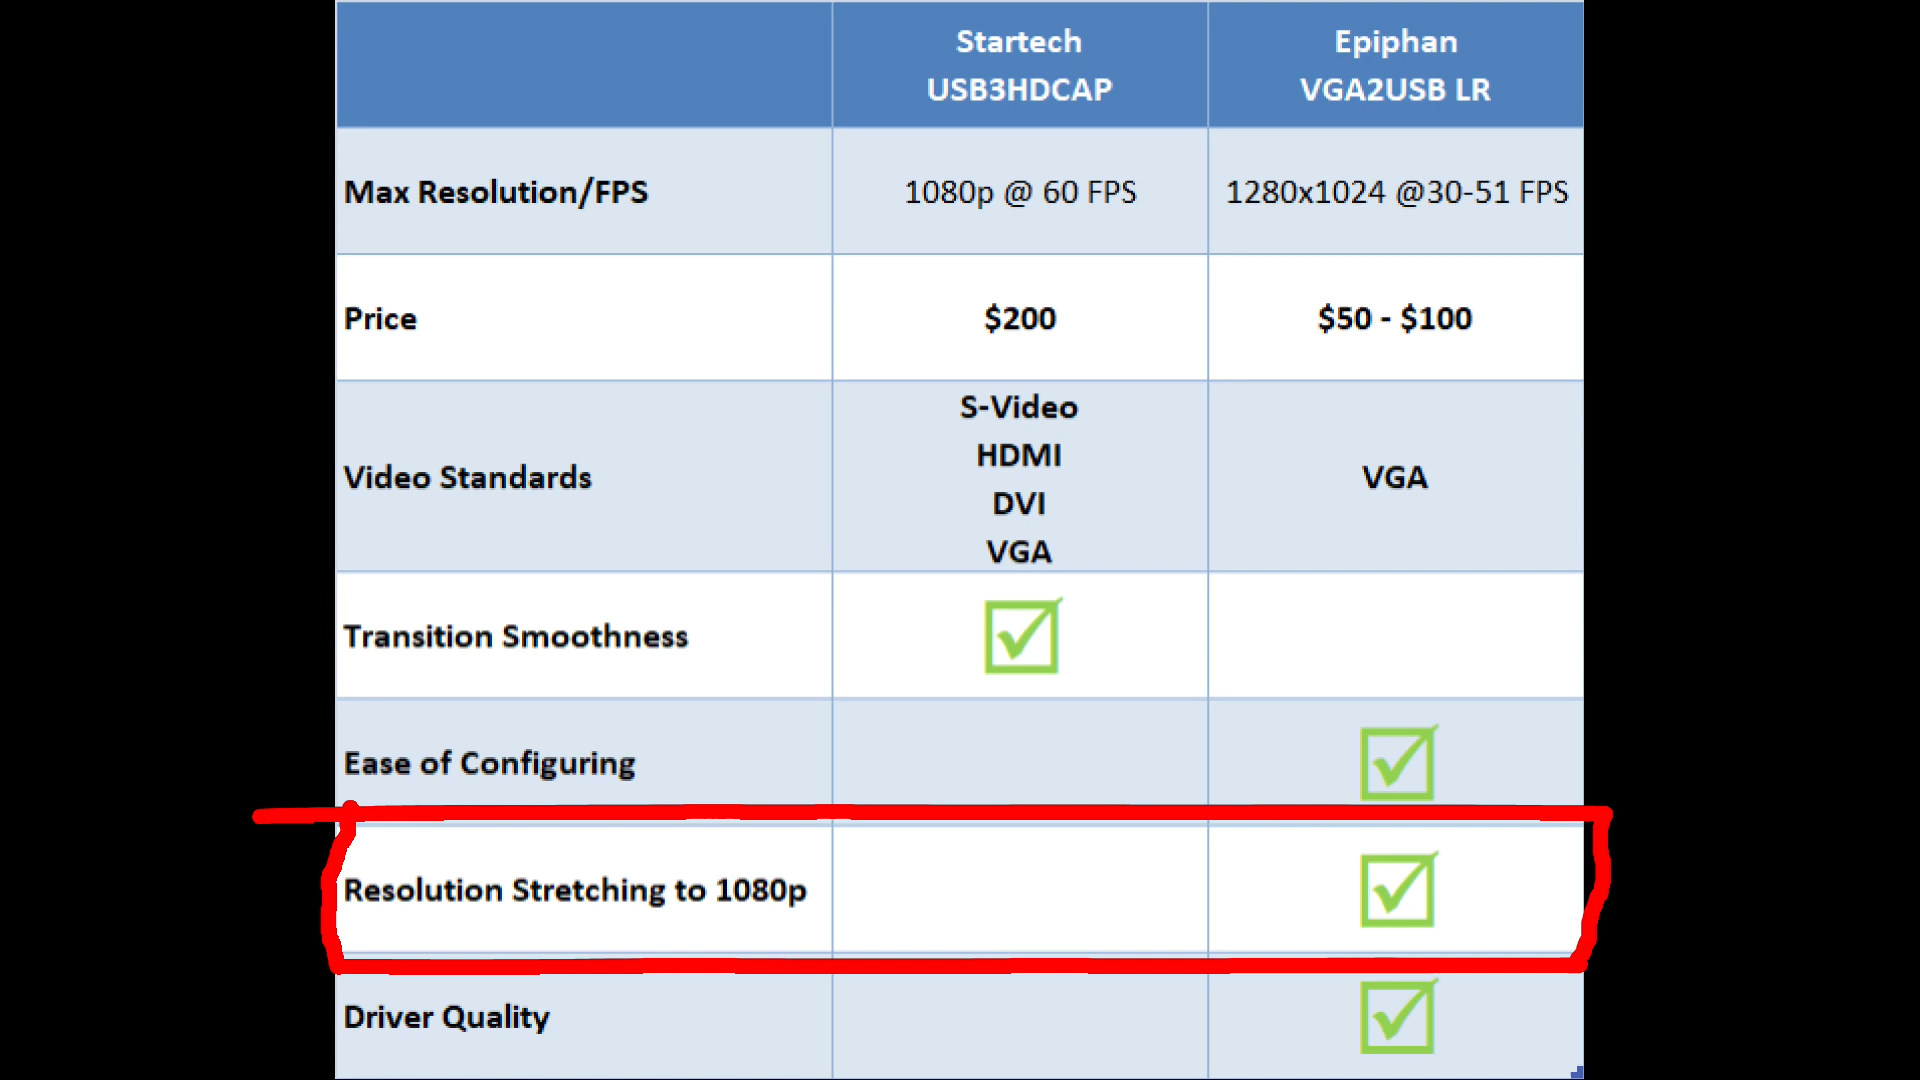 Startech
USB3HDCAP
Epiphan
VGA2USB LR
Max Resolution/FPS
1080p @ 60 FPS
1280x1024 @30-51 FPS
Price
$200
$50 - $100
Video Standards
S-Video
HDMI
DVI
VGA
VGA
Transition Smoothness
Ease of Configuring
Resolution Stretching to 1080p
Driver Quality